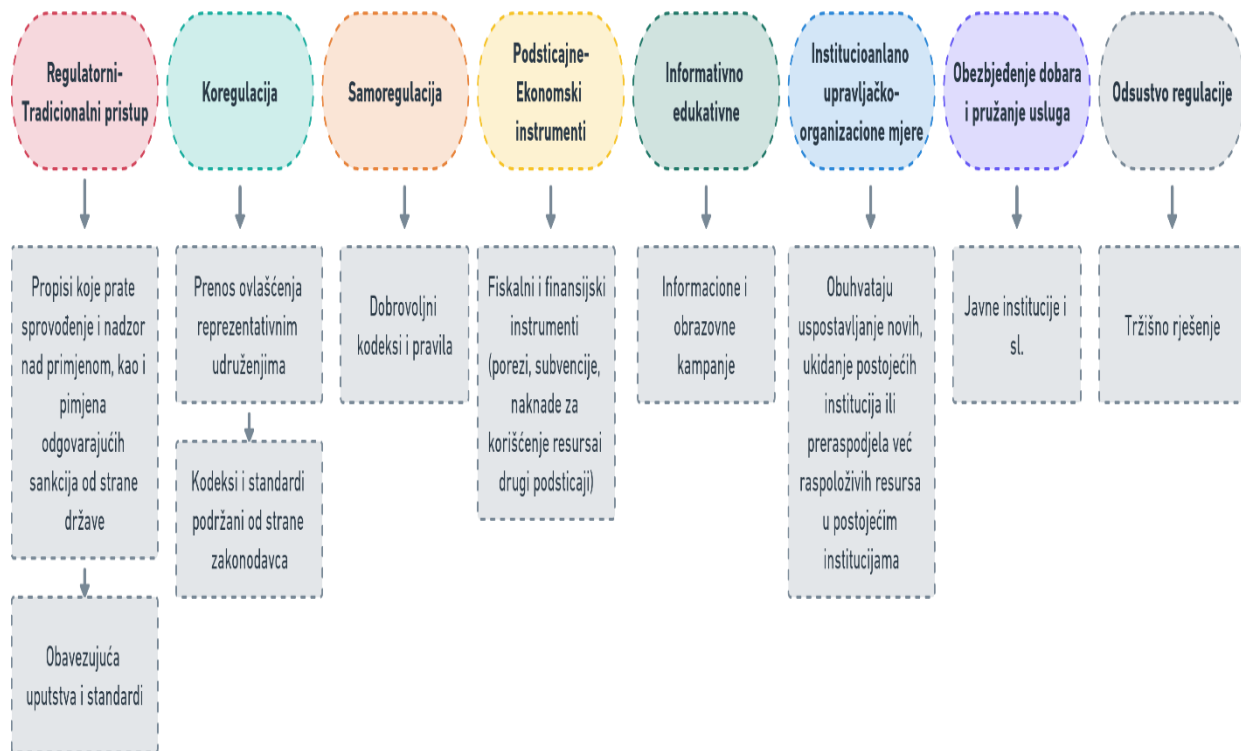 Regulatorni-
Tradicionalni pristup
Koregulacija
Samoregulacija
Podsticajne-
Ekonomski
instrumenti
Informativno
edukativne
Institucioanlano
upravljačko-
organizacione mjere
Obezbjeđenje dobara
i pružanje usluga
Odsustvo regulacije
Propisi koje prate
sprovođenje i nadzor
nad primjenom, kao i
pimjena
odgovarajućih
sankcija od strane
države
Obavezujuća
uputstva i standardi
Prenos ovlašćenja
reprezentativnim
udruženjima
Kodeksi i standardi
podržani od strane
zakonodavca
Dobrovoljni
kodeksi i pravila
Fiskalni i finansijski
instrumenti
(porezi, subvencije,
naknade za
korišćenje resursai
drugi podsticaji)
Informacione i
obrazovne
kampanje
Obuhvataju
uspostavljanje novih,
ukidanje postojećih
institucija ili
preraspodjela već
raspoloživih resursa
u postojećim
institucijama
Javne institucije i
sl.
Tržišno rješenje